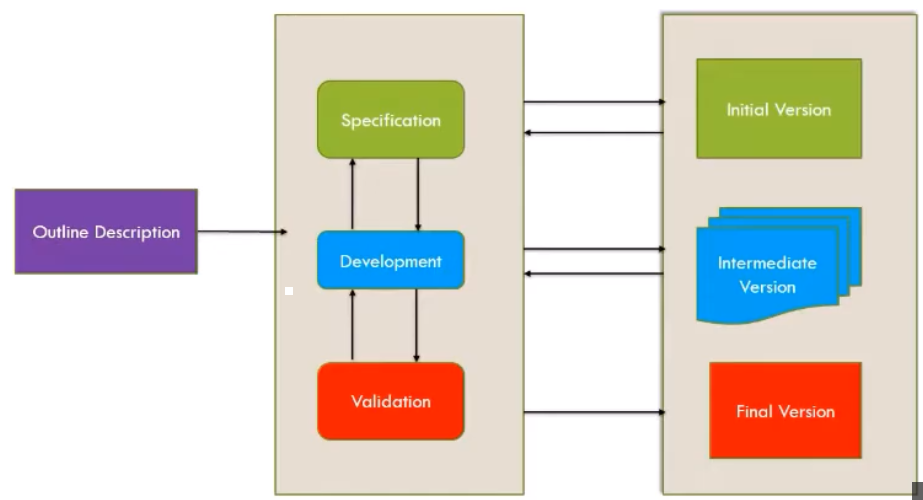 Outline Description
Specification
Development
Validation
Initial Version
Intermediate
Version
Final Version